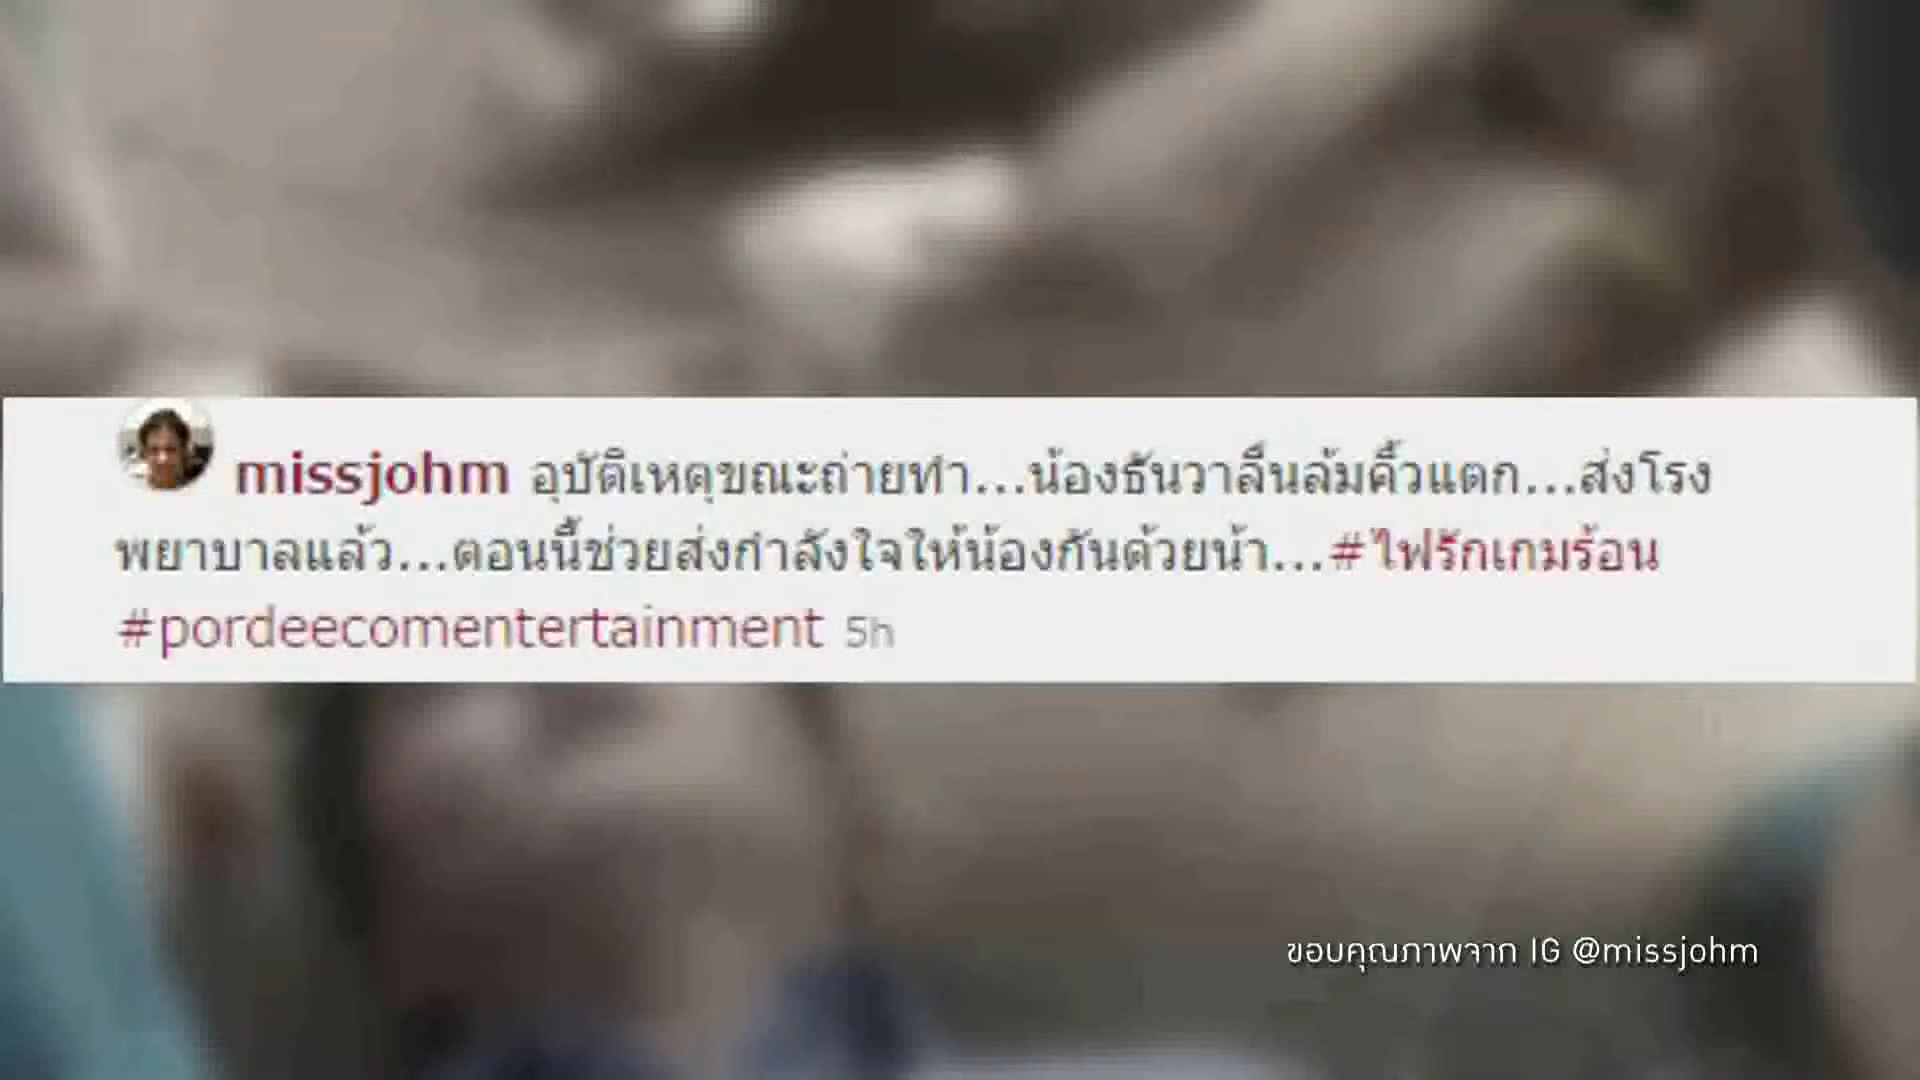 missjohm อุบัติเหตุขณะถ่ายทำ...น้องธันวาลื่นล้มคิ้วแตก...ส่งโรง
พยาบาลแล้ว...ตอนนี้ช่วยส่งกำลังใจให้น้องกันด้วยน้า...#ไฟรักเกมร้อน
#pordeecomentertainment 5h
ขอบคุณภาพจาก IG @missjohm